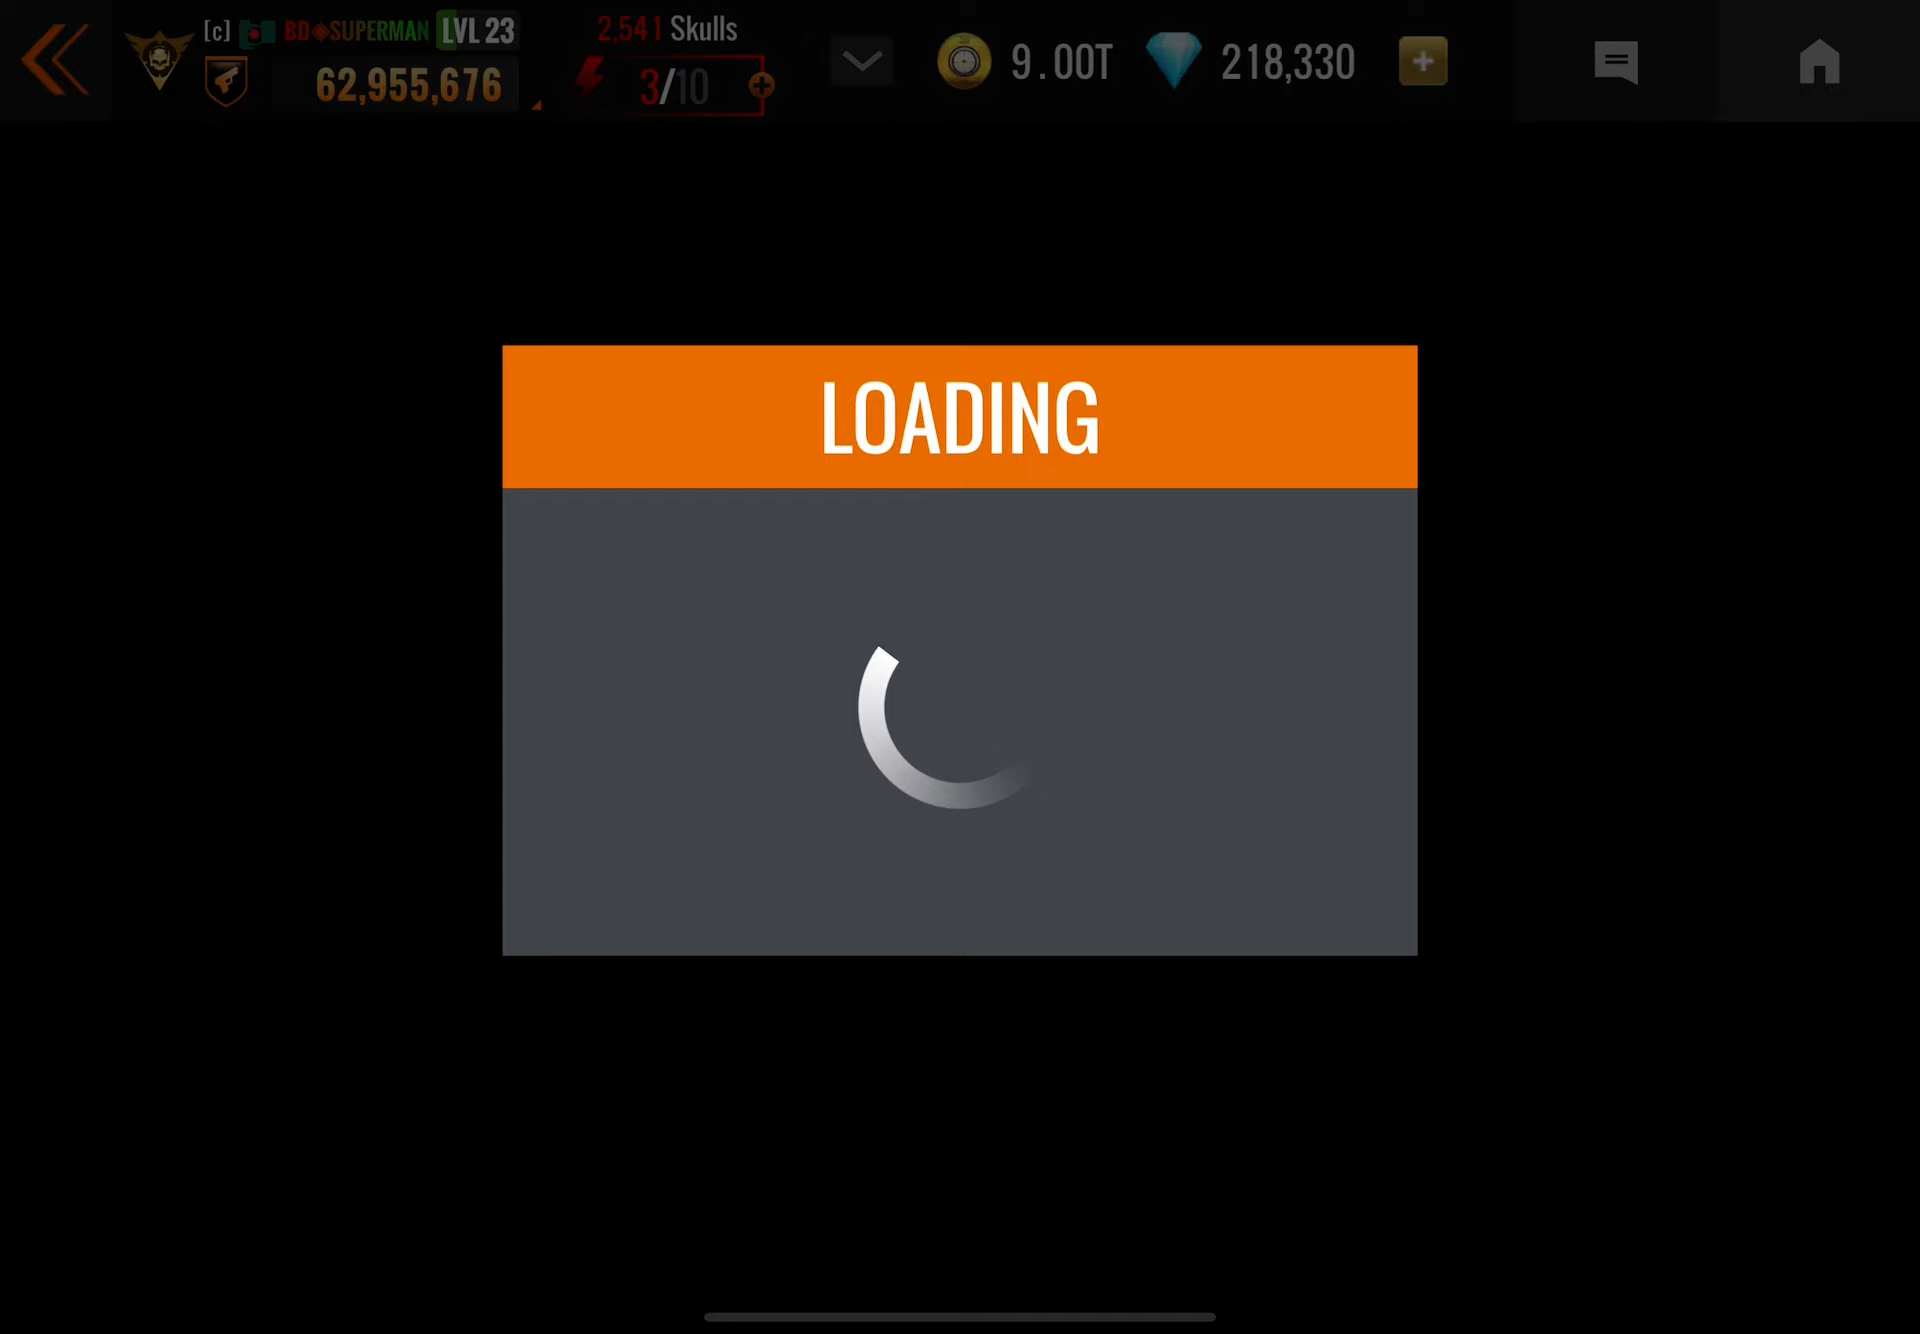 [c] BD◈SUPERMAN LVL 23
62,955,676
2,541 Skulls
3/10
9.00T
218,330
LOADING